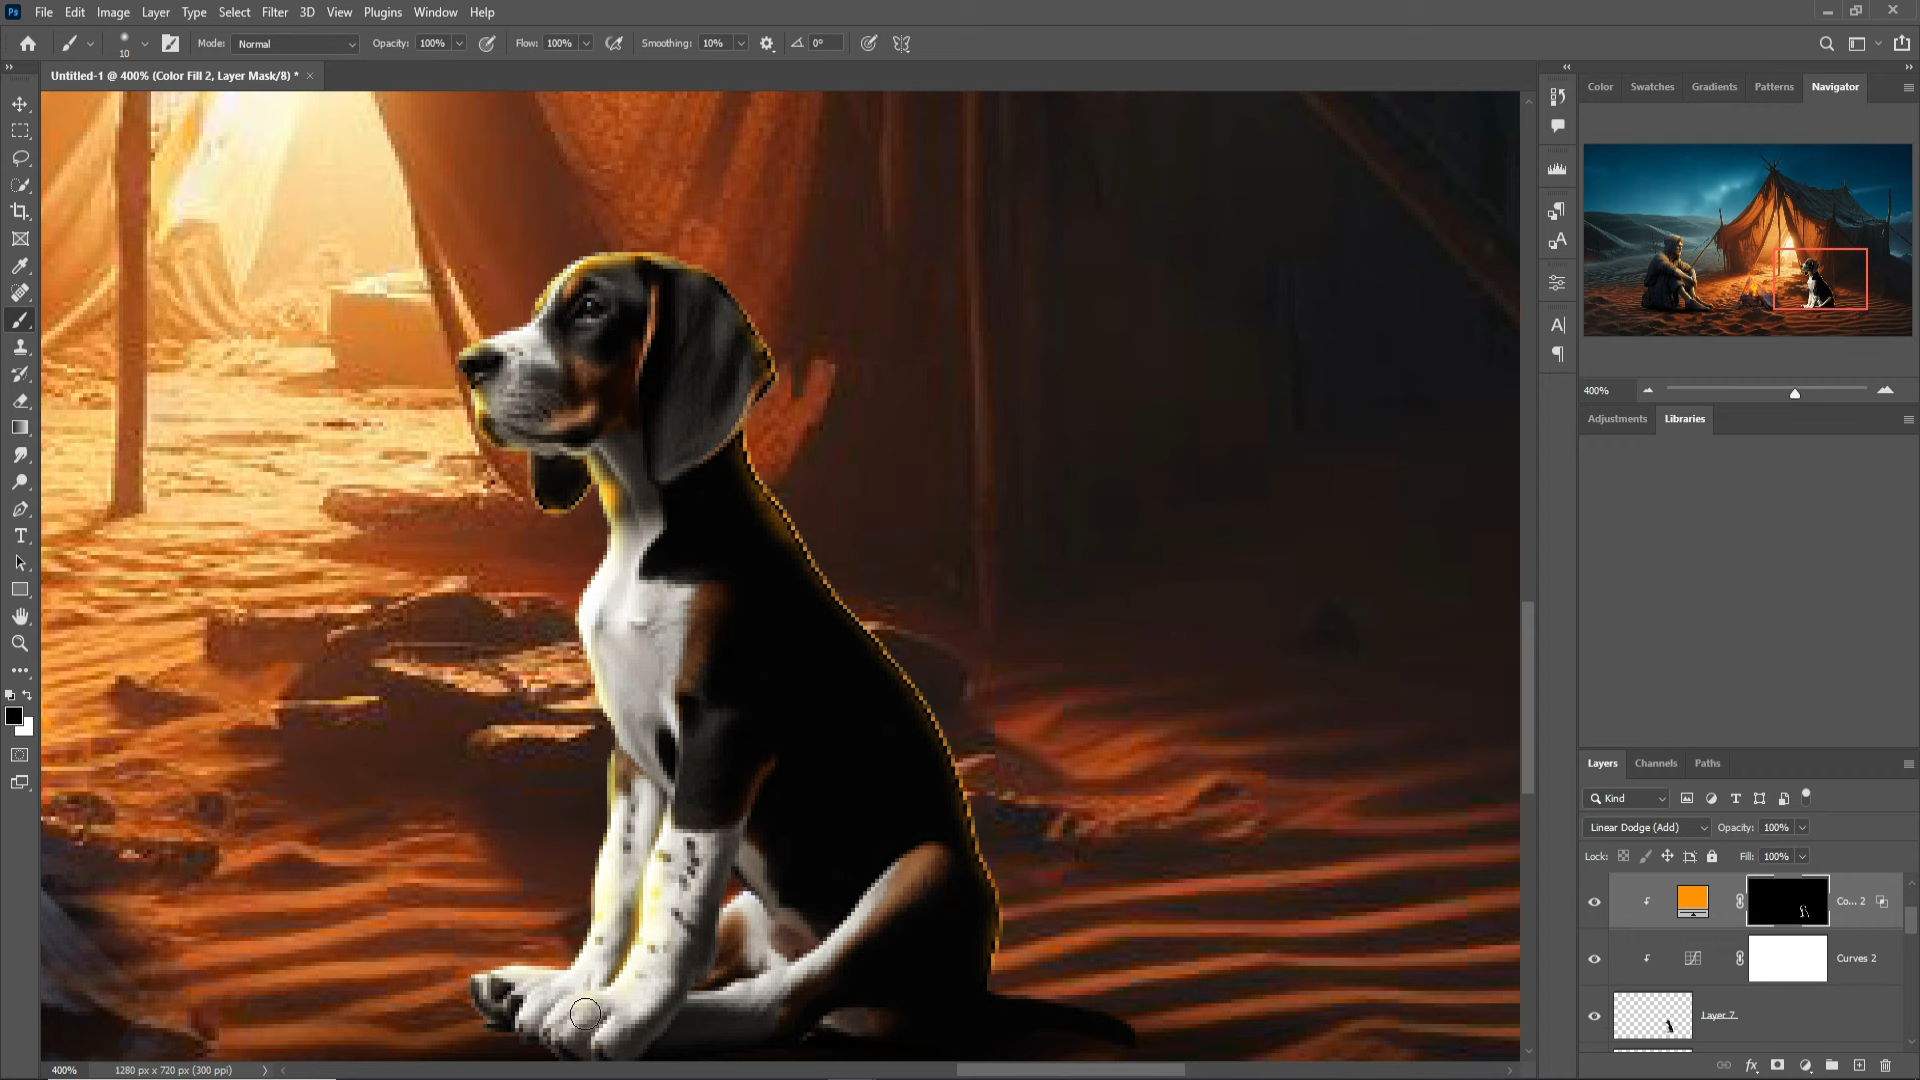 Ps File Edit Image Layer Type Select Filter 3D View Plugins Window Help
10 Mode: Normal Opacity: 100% Flow: 100% Smoothing: 10% 0°
Untitled-1 @ 400% (Color Fill 2, Layer Mask/8) *
Color Swatches Gradients Patterns Navigator
400%
Adjustments Libraries
Layers Channels Paths
Kind
Linear Dodge (Add) Opacity: 100%
Lock: Fill: 100%
Co... 2
Curves 2
Layer 7
400% 1280 px x 720 px (300 ppi)